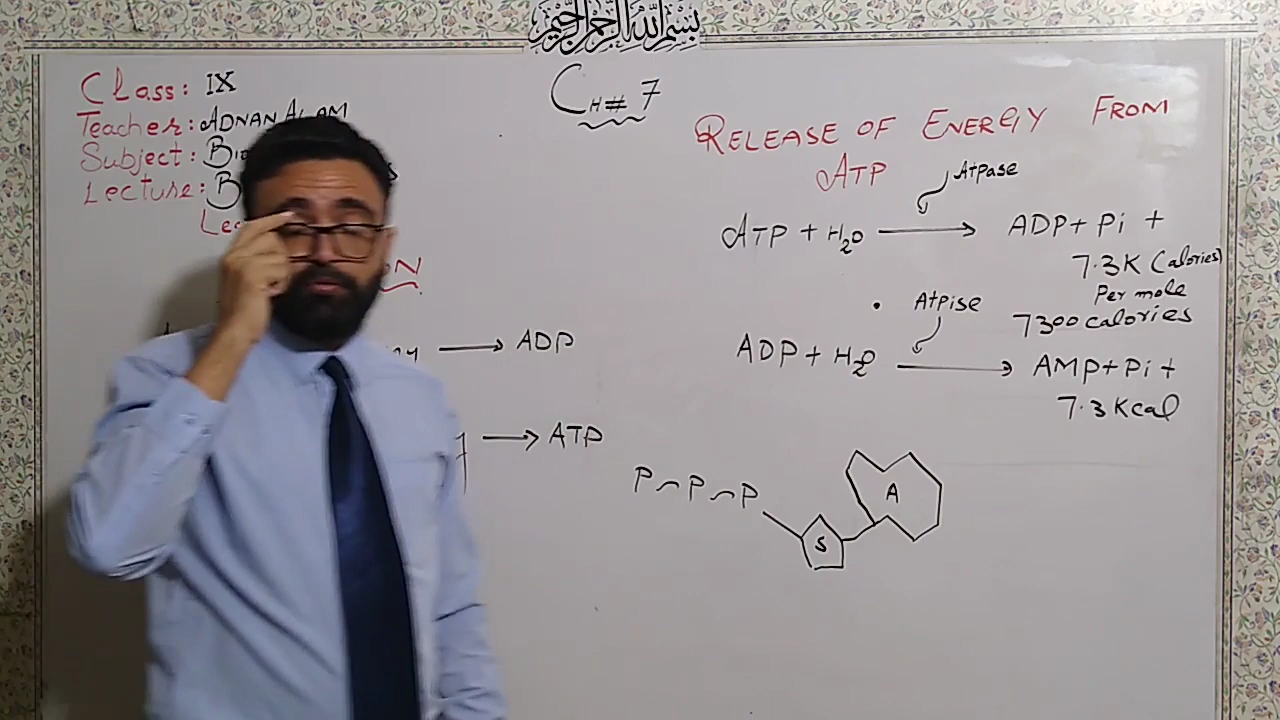 بسم الله الرحمن الرحيم
CH# 7
Class: IX
Teacher: ADNAN ALAM
Subject:
Lecture:
RELEASE OF ENERGY FROM
ATP
Atpase
ATP + H2O → ADP + Pi +
7.3K Calories
Per mole
7300 calories
Atpise
ADP + H2O → AMP + Pi +
7.3 Kcal
→ ADP
→ ATP
P ~ P ~ P
S
A